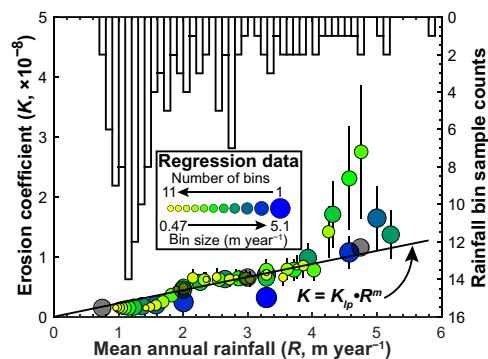 Erosion coefficient (K, ×10⁻⁸)
5
4
3
2
1
0
Regression data
Number of bins
11 1
0.47 5.1
Bin size (m year⁻¹)
K = Kₗₚ•Rᵐ
0
2
4
6
8
10
12
14
16
Rainfall bin sample counts
0 1 2 3 4 5 6
Mean annual rainfall (R, m year⁻¹)